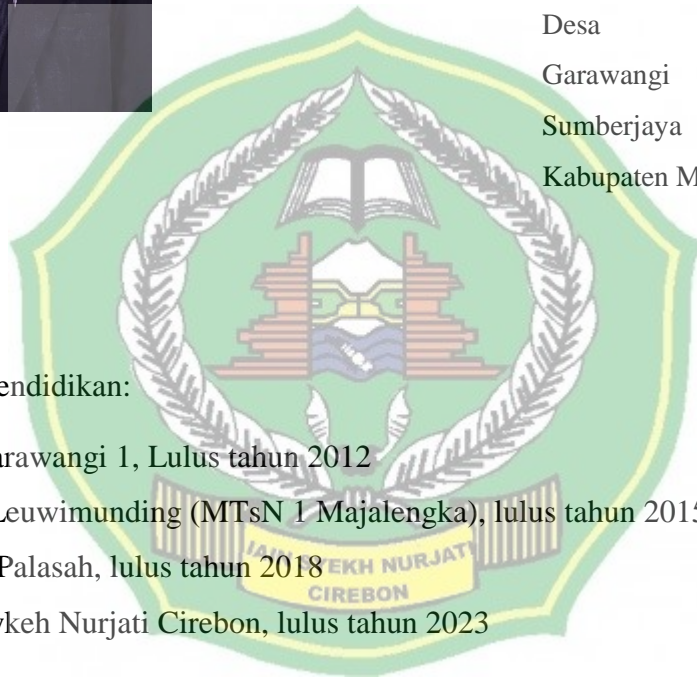 Desa
Garawangi
Sumberjaya
Kabupaten M
endidikan:
arawangi 1, Lulus tahun 2012
Leuwimunding (MTsN 1 Majalengka), lulus tahun 2015
Palasah, lulus tahun 2018
ykeh Nurjati Cirebon, lulus tahun 2023
IAIN SYEKH NURJATI
CIREBON